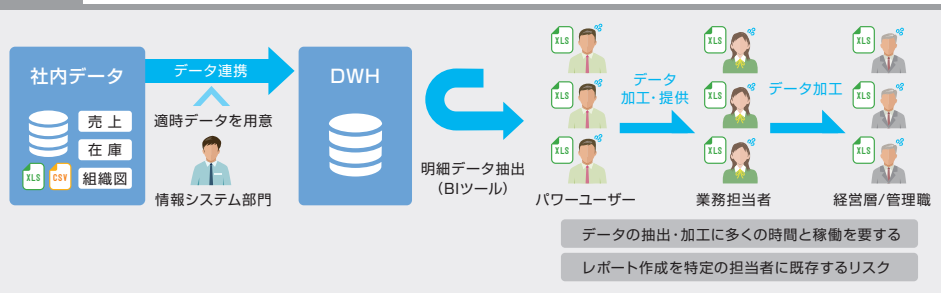 社内データ
売上
在庫
XLS
CSV
組織図
データ連携
適時データを用意
情報システム部門
DWH
明細データ抽出
（BIツール）
XLS
XLS
XLS
パワーユーザー
データ
加工・提供
XLS
XLS
XLS
業務担当者
データ加工
XLS
XLS
XLS
経営層/管理職
データの抽出・加工に多くの時間と稼働を要する
レポート作成を特定の担当者に既存するリスク